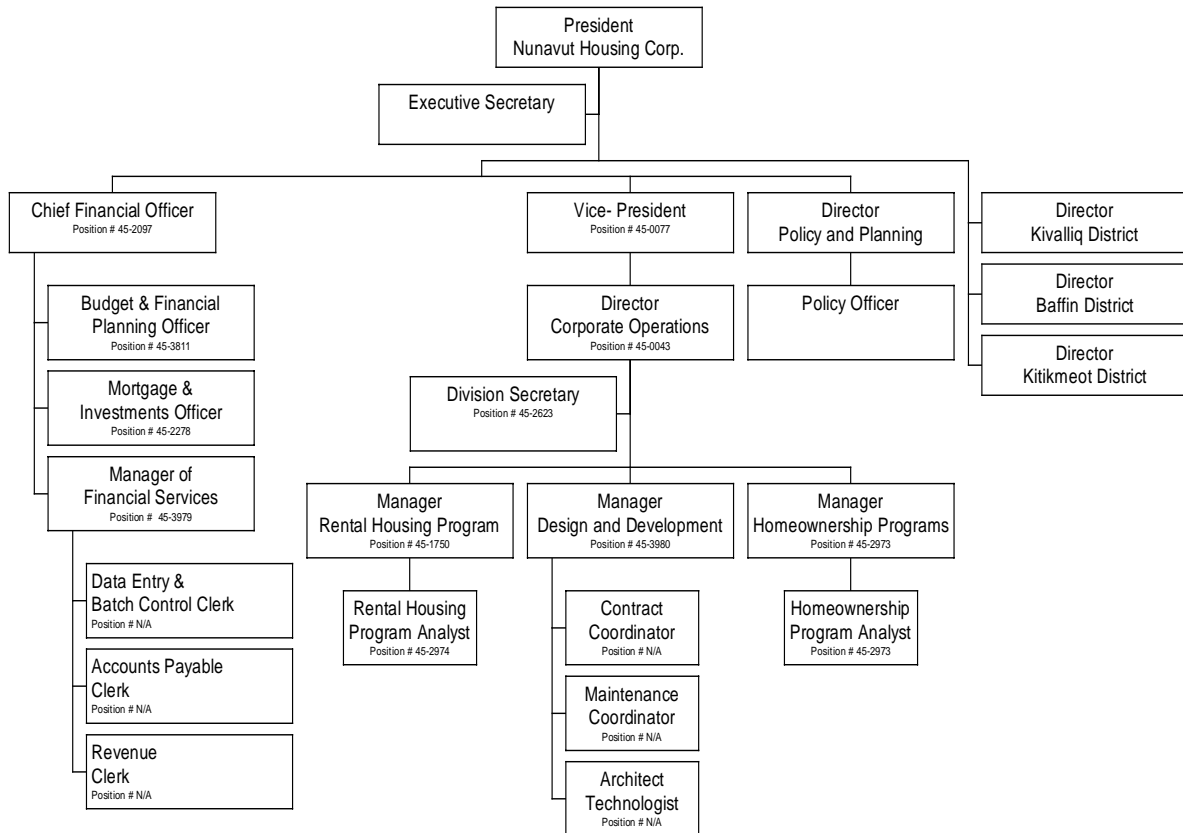 President
Nunavut Housing Corp.
Executive Secretary
Chief Financial Officer
Position # 45-2097
Vice- President
Position # 45-0077
Director
Policy and Planning
Director
Kivalliq District
Budget & Financial
Planning Officer
Position # 45-3811
Director
Corporate Operations
Position # 45-0043
Policy Officer
Director
Baffin District
Director
Kitikmeot District
Mortgage &
Investments Officer
Position # 45-2278
Division Secretary
Position # 45-2623
Manager of
Financial Services
Position #  45-3979
Manager
Rental Housing Program
Position # 45-1750
Manager
Design and Development
Position # 45-3980
Manager
Homeownership Programs
Position # 45-2973
Data Entry &
Batch Control Clerk
Position # N/A
Rental Housing
Program Analyst
Position # 45-2974
Contract
Coordinator
Position # N/A
Homeownership
Program Analyst
Position # 45-2973
Accounts Payable
Clerk
Position # N/A
Maintenance
Coordinator
Position # N/A
Revenue
Clerk
Position # N/A
Architect
Technologist
Position # N/A